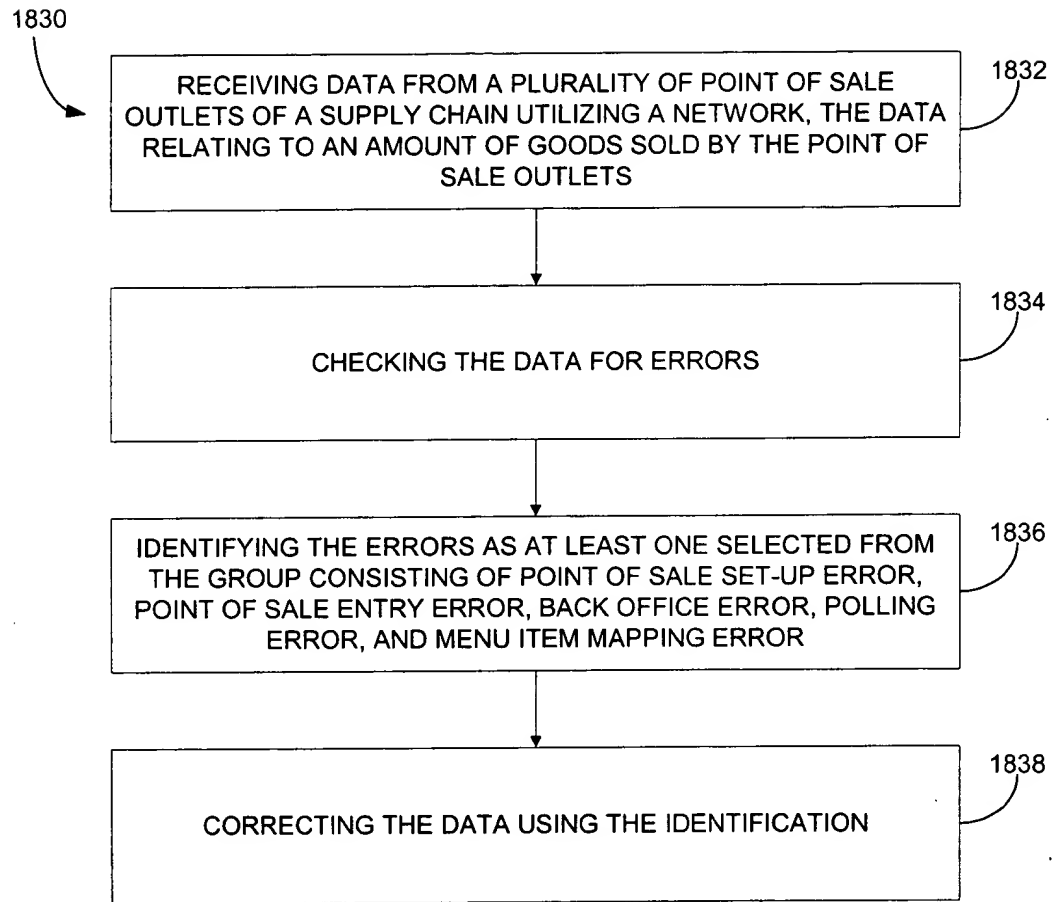 1830
RECEIVING DATA FROM A PLURALITY OF POINT OF SALE
OUTLETS OF A SUPPLY CHAIN UTILIZING A NETWORK, THE DATA
RELATING TO AN AMOUNT OF GOODS SOLD BY THE POINT OF
SALE OUTLETS
1832
CHECKING THE DATA FOR ERRORS
1834
IDENTIFYING THE ERRORS AS AT LEAST ONE SELECTED FROM
THE GROUP CONSISTING OF POINT OF SALE SET-UP ERROR,
POINT OF SALE ENTRY ERROR, BACK OFFICE ERROR, POLLING
ERROR, AND MENU ITEM MAPPING ERROR
1836
CORRECTING THE DATA USING THE IDENTIFICATION
1838